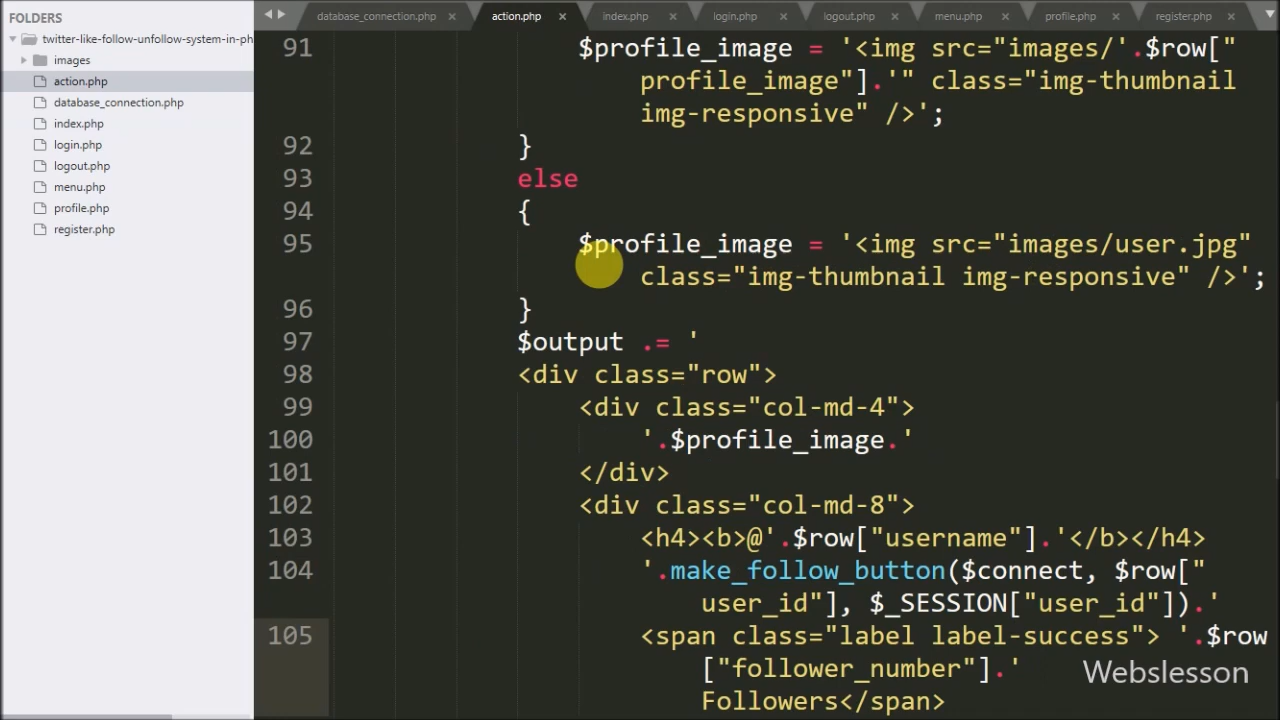 FOLDERS
twitter-like-follow-unfollow-system-in-ph
images
action.php
database_connection.php
index.php
login.php
logout.php
menu.php
profile.php
register.php
database_connection.php × action.php × index.php × login.php × logout.php × menu.php × profile.php × register.php ×
91 $profile_image = '<img src="images/'.$row["
profile_image"].'" class="img-thumbnail
img-responsive" />';
92 }
93 else
94 {
95 $profile_image = '<img src="images/user.jpg"
class="img-thumbnail img-responsive" />';
96 }
97 $output .= '
98 <div class="row">
99 <div class="col-md-4">
100 '.$profile_image.'
101 </div>
102 <div class="col-md-8">
103 <h4><b>@'.$row["username"].'</b></h4>
104 '.make_follow_button($connect, $row["
user_id"], $_SESSION["user_id"]).'
105 <span class="label label-success"> '.$row
["follower_number"].'
Followers</span>
Webslesson